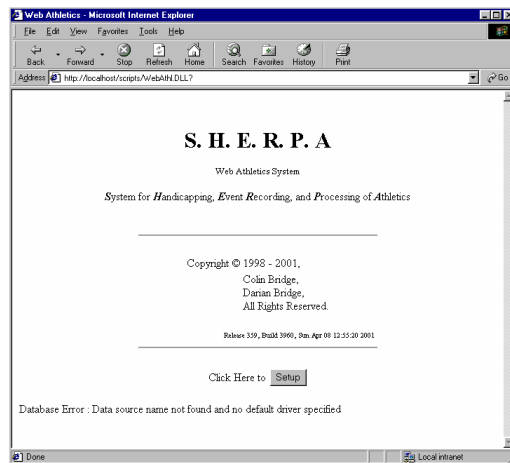 Web Athletics - Microsoft Internet Explorer
File Edit View Favorites Tools Help
Back Forward Stop Refresh Home Search Favorites History Print
Address http://localhost/scripts/WebAthl.DLL? Go
S. H. E. R. P. A
Web Athletics System
System for Handicapping, Event Recording, and Processing of Athletics
Copyright © 1998 - 2001,
Colin Bridge,
Darian Bridge,
All Rights Reserved.
Release 359, Build 3960, Sun Apr 08 12:55:20 2001
Click Here to Setup
Database Error : Data source name not found and no default driver specified
Done Local intranet